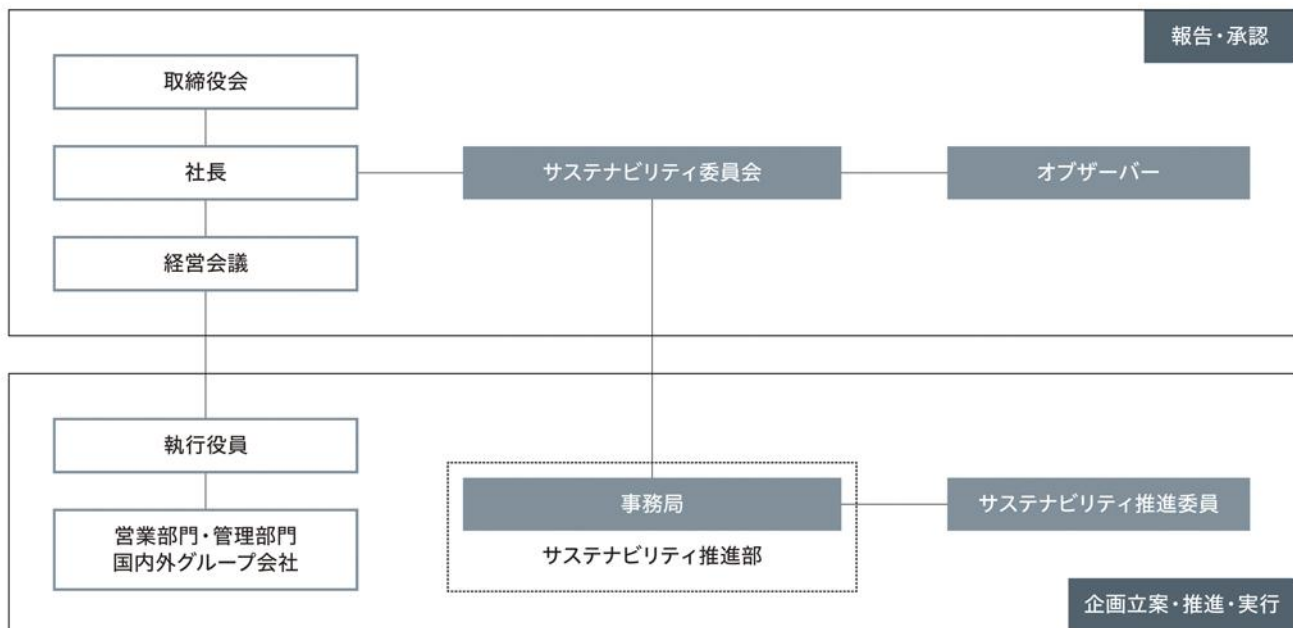 報告・承認
取締役会
社長
サステナビリティ委員会
オブザーバー
経営会議
執行役員
事務局
サステナビリティ推進委員
営業部門・管理部門
国内外グループ会社
サステナビリティ推進部
企画立案・推進・実行